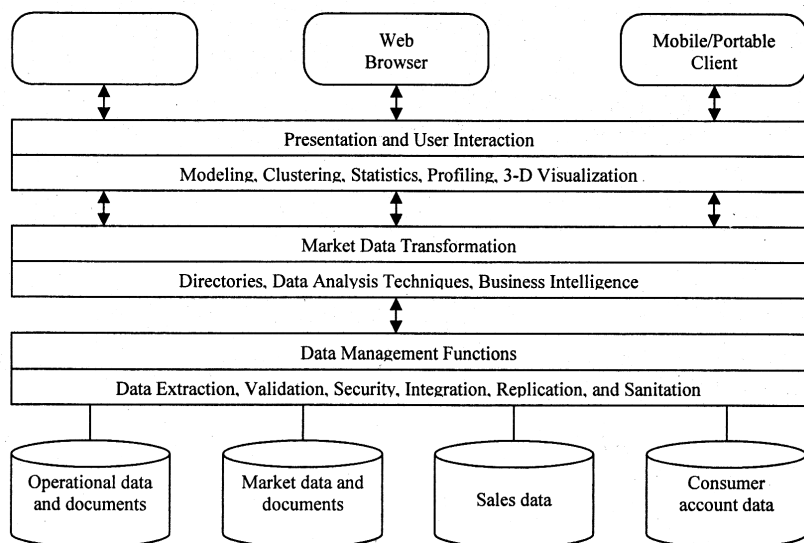 Web
Browser
Mobile/Portable
Client
Presentation and User Interaction
Modeling, Clustering, Statistics, Profiling, 3-D Visualization
Market Data Transformation
Directories, Data Analysis Techniques, Business Intelligence
Data Management Functions
Data Extraction, Validation, Security, Integration, Replication, and Sanitation
Operational data
and documents
Market data and
documents
Sales data
Consumer
account data